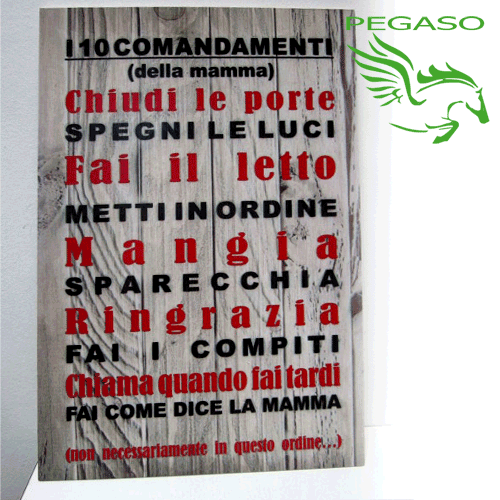 PEGASO
I 10 COMANDAMENTI
(della mamma)
Chiudi le porte
SPEGNI LE LUCI
Fai il letto
METTI IN ORDINE
Mangia
SPARECCHIA
Ringrazia
FAI I COMPITI
Chiama quando fai tardi
FAI COME DICE LA MAMMA
(non necessariamente in questo ordine...)